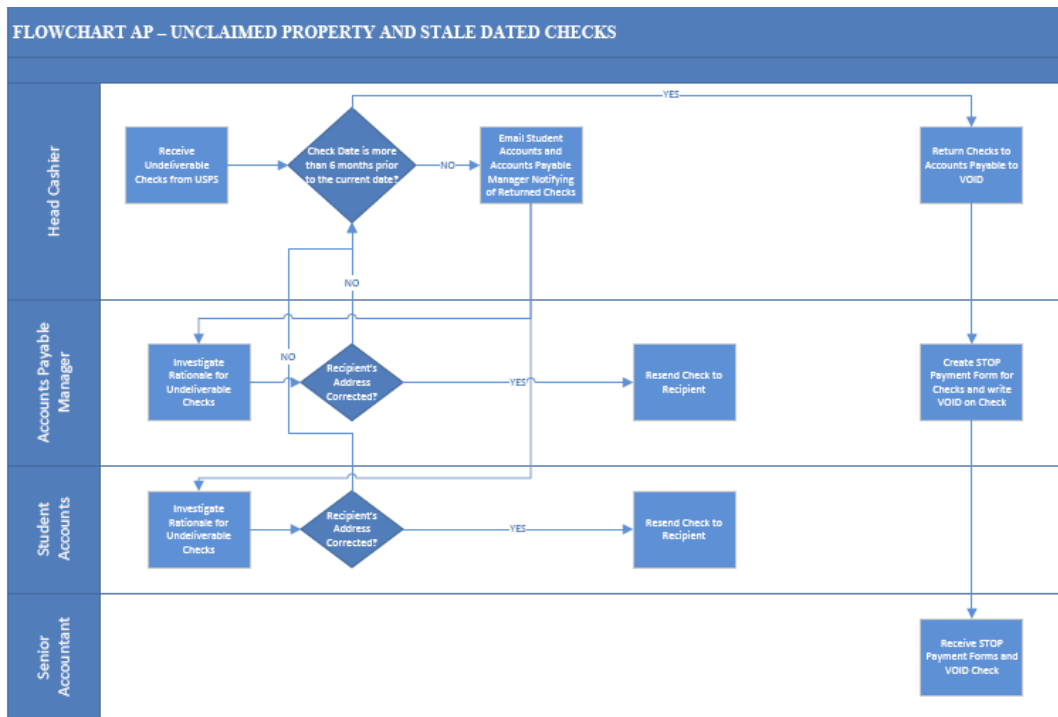 FLOWCHART AP – UNCLAIMED PROPERTY AND STALE DATED CHECKS
Head Cashier
Receive
Undeliverable
Checks from USPS
Check Date is more
than 6 months prior
to the current date?
NO
Email Student
Accounts and
Accounts Payable
Manager Notifying
of Returned Checks
YES
Return Checks to
Accounts Payable to
VOID
NO
Accounts Payable
Manager
Investigate
Rationale for
Undeliverable
Checks
NO
Recipient's
Address
Corrected?
YES
Resend Check to
Recipient
Create STOP
Payment Form for
Checks and write
VOID on Check
Student
Accounts
Investigate
Rationale for
Undeliverable
Checks
Recipient's
Address
Corrected?
YES
Resend Check to
Recipient
Senior
Accountant
Receive STOP
Payment Forms and
VOID Check